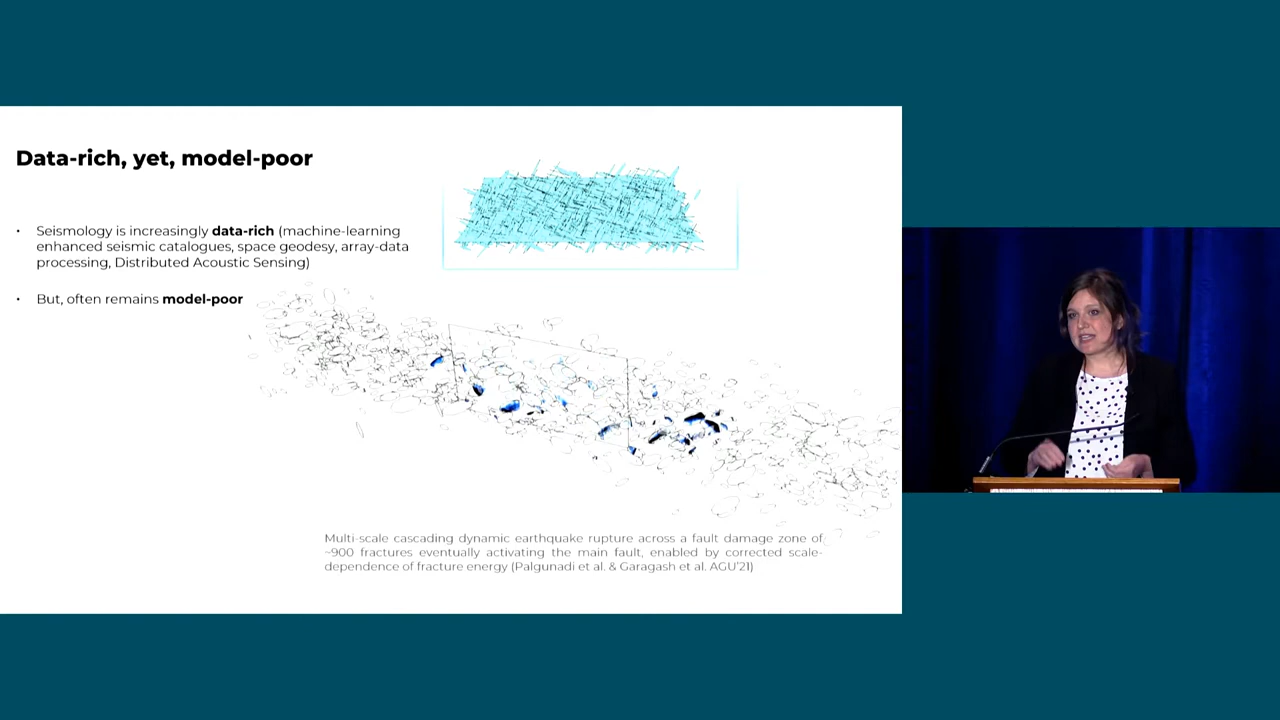 Data-rich, yet, model-poor
• Seismology is increasingly data-rich (machine-learning
enhanced seismic catalogues, space geodesy, array-data
processing, Distributed Acoustic Sensing)
• But, often remains model-poor
Multi-scale cascading dynamic earthquake rupture across a fault damage zone of
~900 fractures eventually activating the main fault, enabled by corrected scale-
dependence of fracture energy (Palgunadi et al. & Garagash et al. AGU'21)